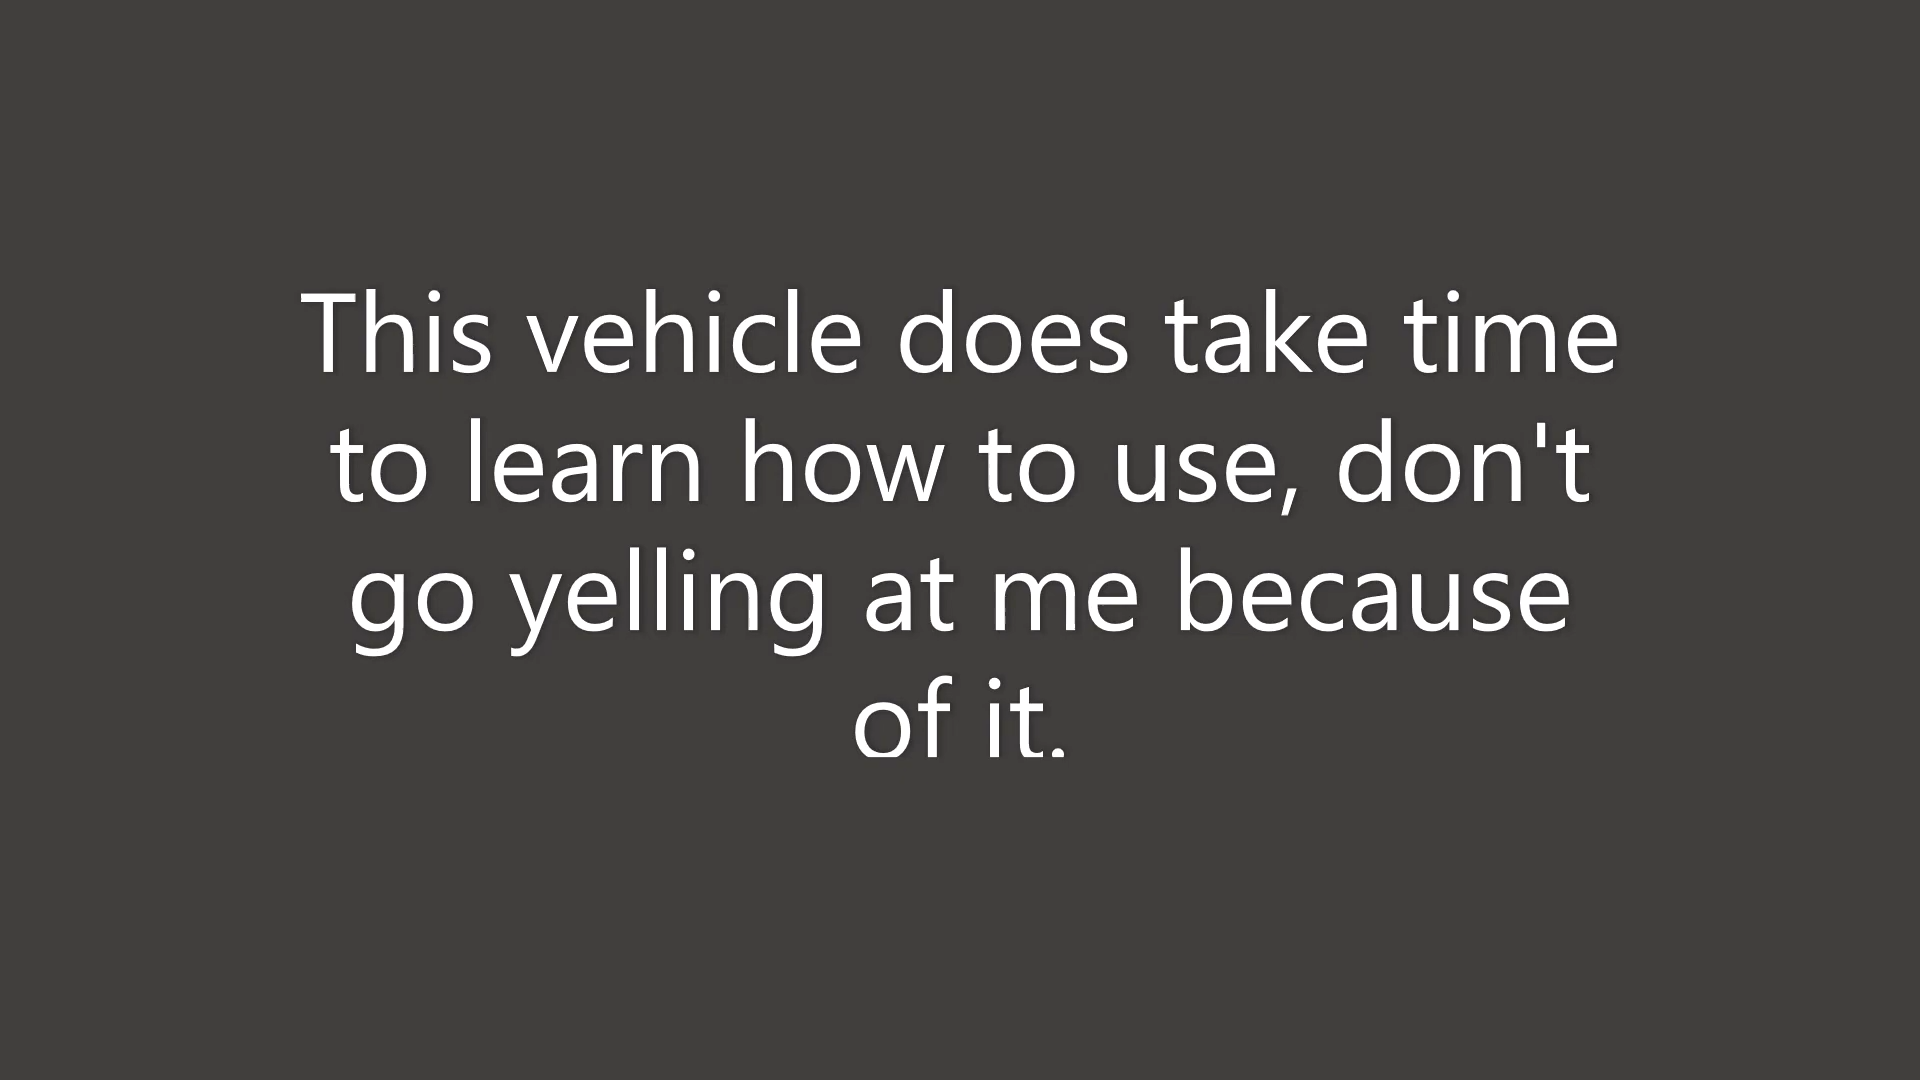 This vehicle does take time
to learn how to use, don't
go yelling at me because
of it.